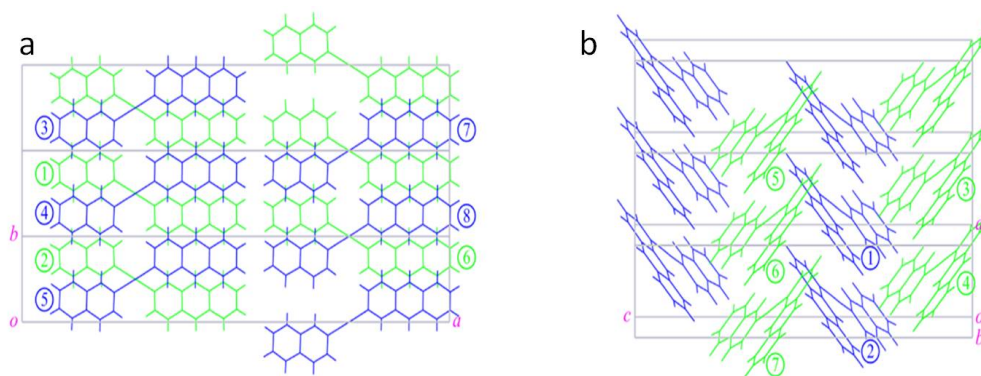 a
b
③
⑦
①
④
⑧
b
②
⑥
⑤
o
a
⑤
③
①
⑥
④
c
②
b
⑦